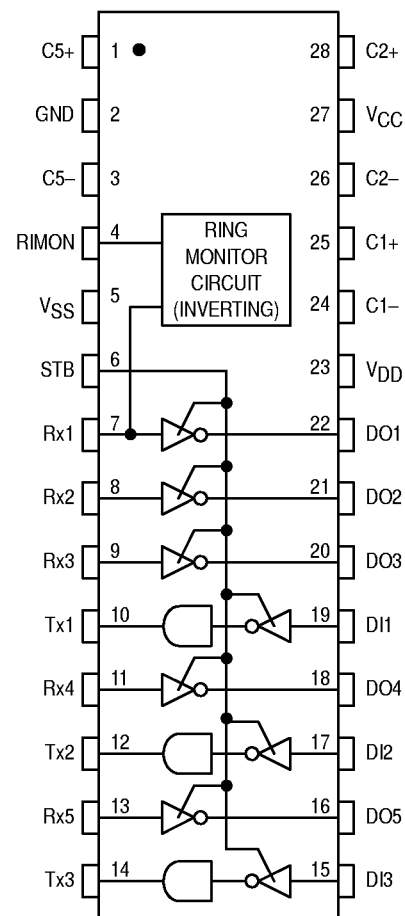 C5+ 1 28 C2+
GND 2 27 VCC
C5– 3 26 C2–
RIMON 4 25 C1+
RING
MONITOR
CIRCUIT
(INVERTING)
VSS 5 24 C1–
STB 6 23 VDD
Rx1 7 22 DO1
Rx2 8 21 DO2
Rx3 9 20 DO3
Tx1 10 19 DI1
Rx4 11 18 DO4
Tx2 12 17 DI2
Rx5 13 16 DO5
Tx3 14 15 DI3